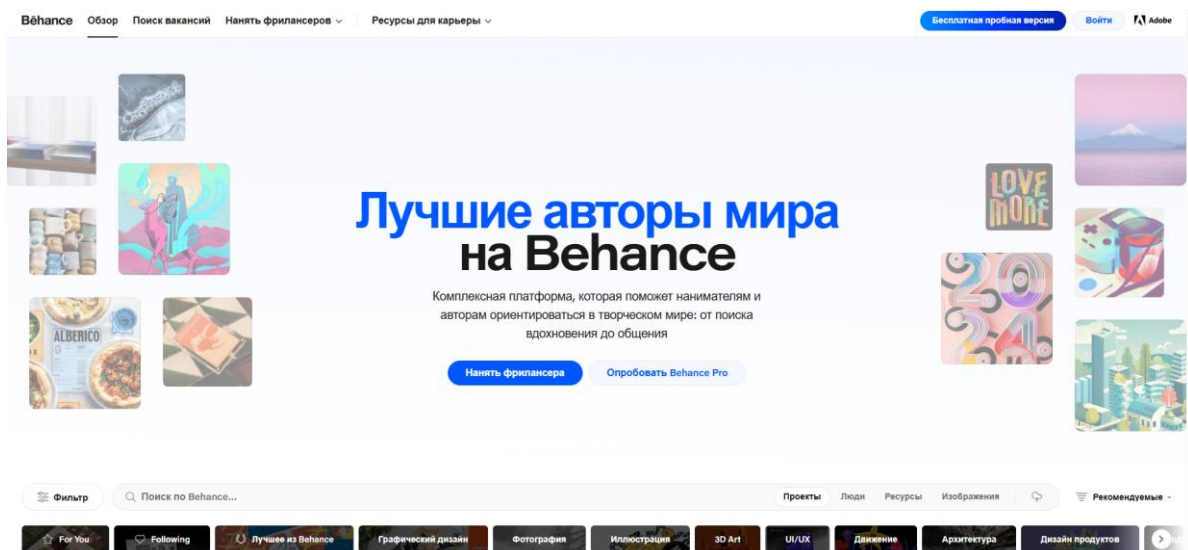 Bēhance Обзор Поиск вакансий Нанять фрилансеров Ресурсы для карьеры Бесплатная пробная версия Войти Adobe
LOVE
MORE
Лучшие авторы мира
на Behance
Комплексная платформа, которая поможет нанимателям и
авторам ориентироваться в творческом мире: от поиска
вдохновения до общения
ALBERICO
2024
Нанять фрилансера Опробовать Behance Pro
Фильтр Поиск по Behance... Проекты Люди Ресурсы Изображения Рекомендуемые
For You Following Лучшее из Behance Графический дизайн Фотография Иллюстрация 3D Art UI/UX Движение Архитектура Дизайн продуктов